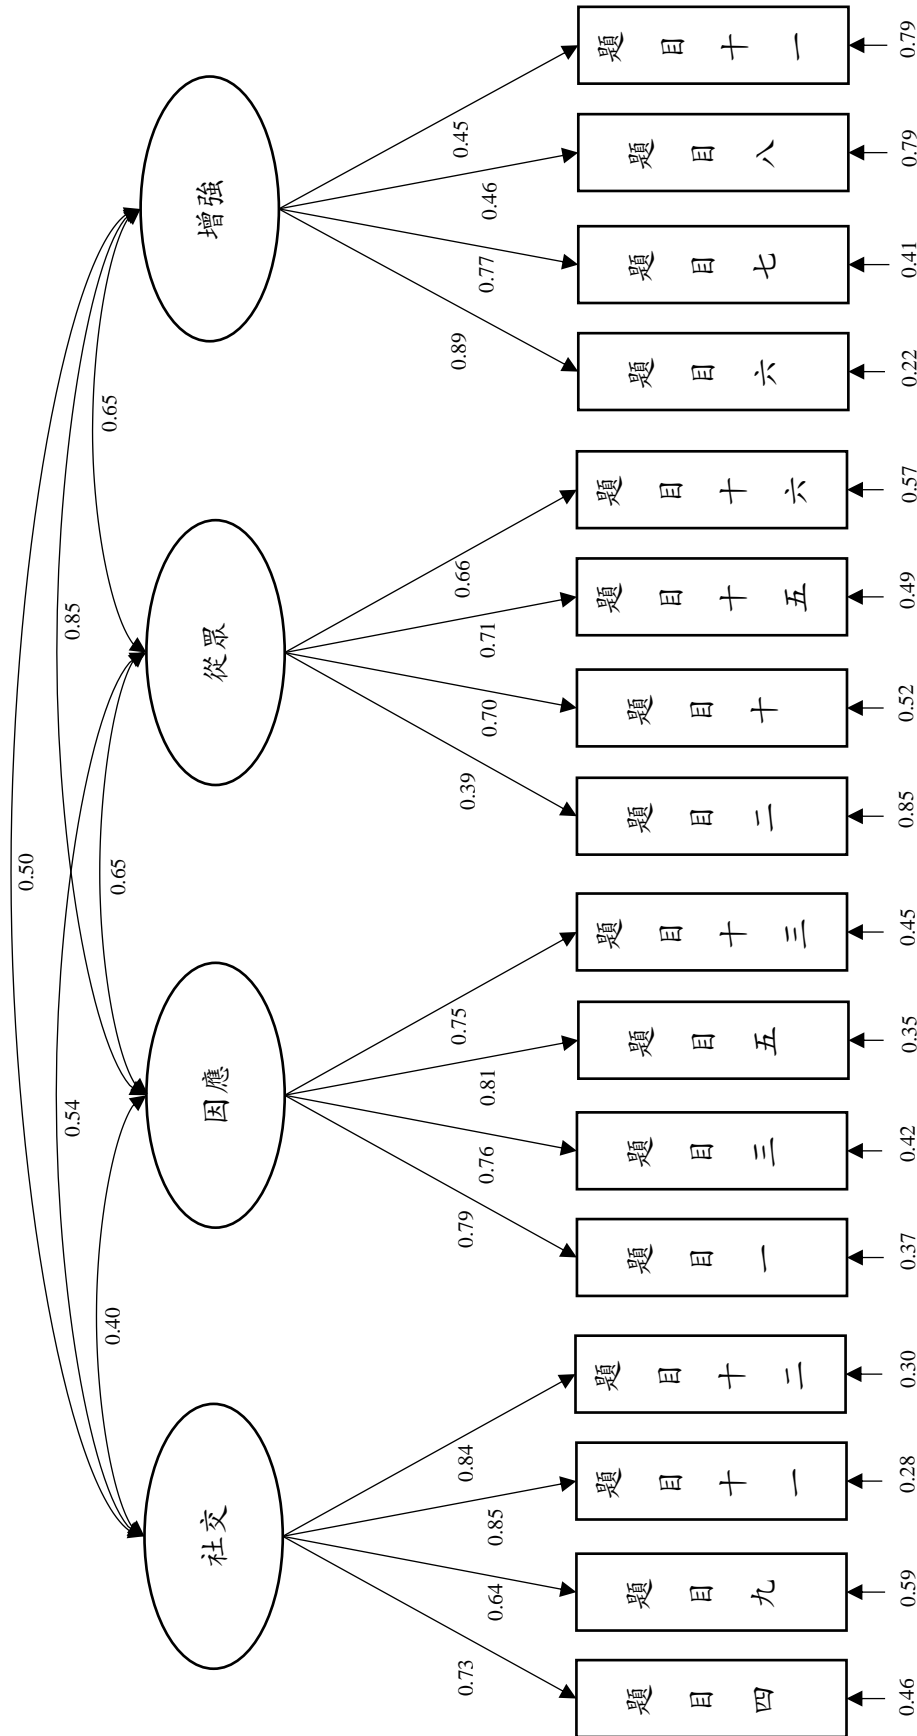 0.50
0.54
0.85
0.40
0.65
0.65
社交
因應
從眾
增強
0.73
0.64
0.85
0.84
0.79
0.76
0.81
0.75
0.39
0.70
0.71
0.66
0.89
0.77
0.46
0.45
題目四
題目九
題目十一
題目十二
題目一
題目三
題目五
題目十三
題目二
題目十
題目十五
題目十六
題目六
題目七
題目八
題目十一
0.46
0.59
0.28
0.30
0.37
0.42
0.35
0.45
0.85
0.52
0.49
0.57
0.22
0.41
0.79
0.79